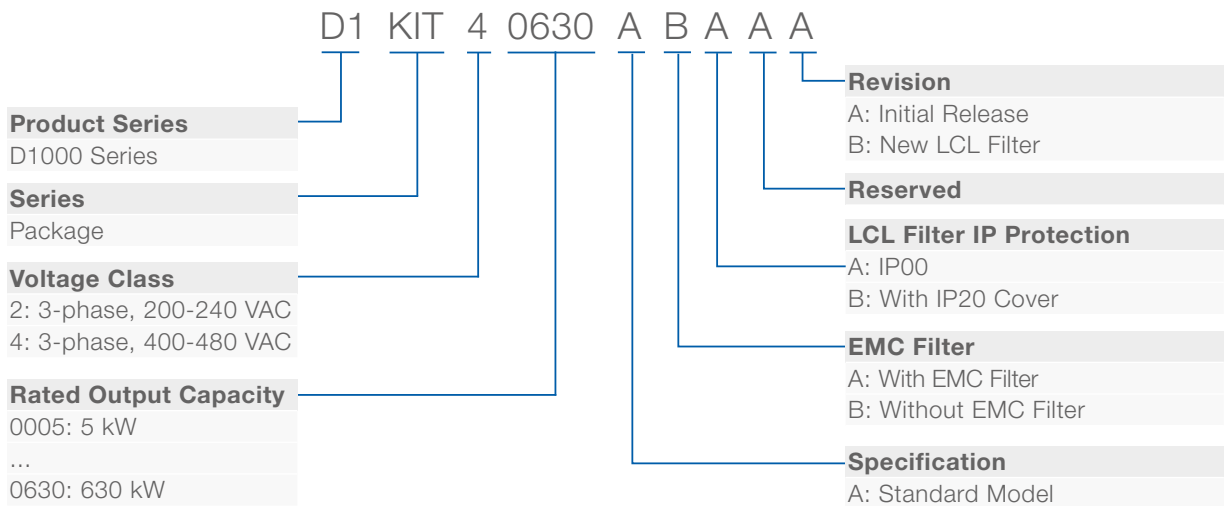 D1 KIT 4 0630 A B A A A
Product Series
D1000 Series
Series
Package
Voltage Class
2: 3-phase, 200-240 VAC
4: 3-phase, 400-480 VAC
Rated Output Capacity
0005: 5 kW
...
0630: 630 kW
Revision
A: Initial Release
B: New LCL Filter
Reserved
LCL Filter IP Protection
A: IP00
B: With IP20 Cover
EMC Filter
A: With EMC Filter
B: Without EMC Filter
Specification
A: Standard Model